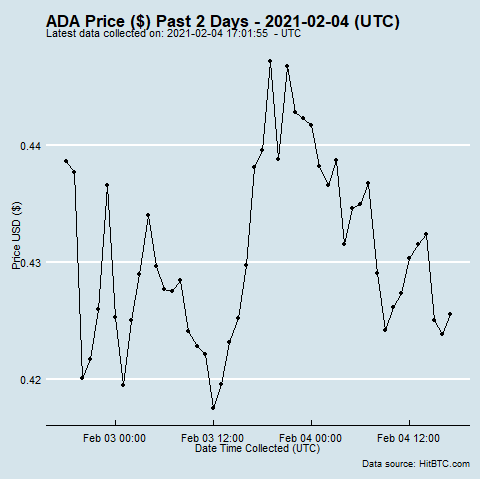 ADA Price ($) Past 2 Days - 2021-02-04 (UTC)
Latest data collected on: 2021-02-04 17:01:55  - UTC
0.44
0.43
0.42
Price USD ($)
Feb 03 00:00
Feb 03 12:00
Feb 04 00:00
Feb 04 12:00
Date Time Collected (UTC)
Data source: HitBTC.com